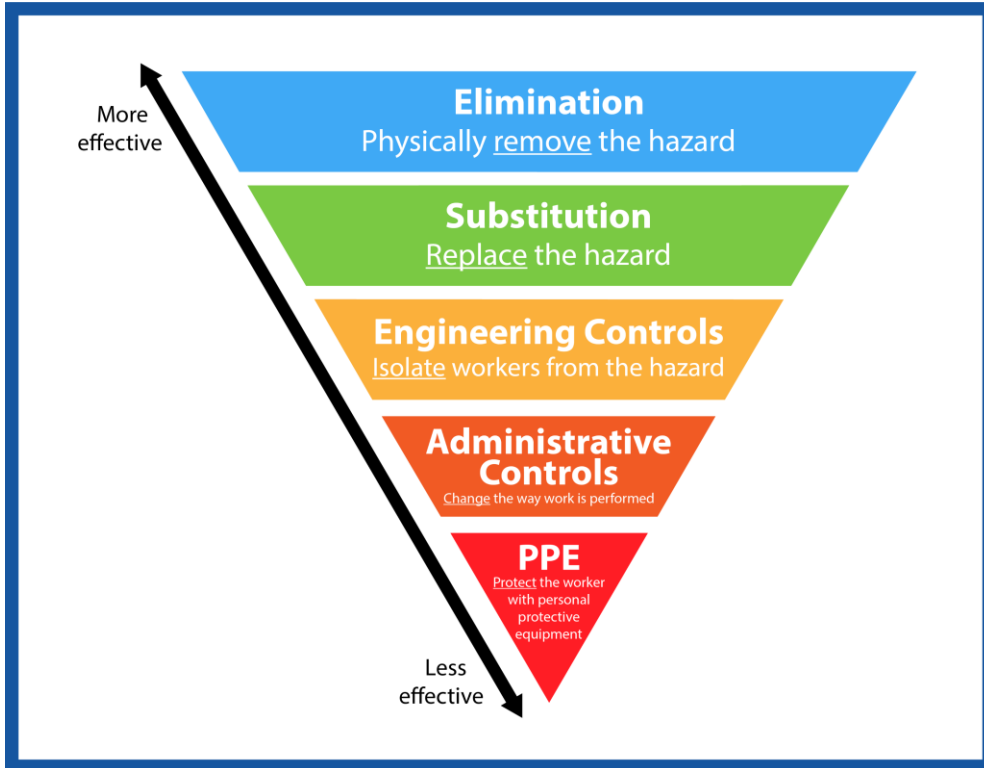 More
effective
Elimination
Physically remove the hazard
Substitution
Replace the hazard
Engineering Controls
Isolate workers from the hazard
Administrative
Controls
Change the way work is performed
PPE
Protect the worker
with personal
protective
equipment
Less
effective